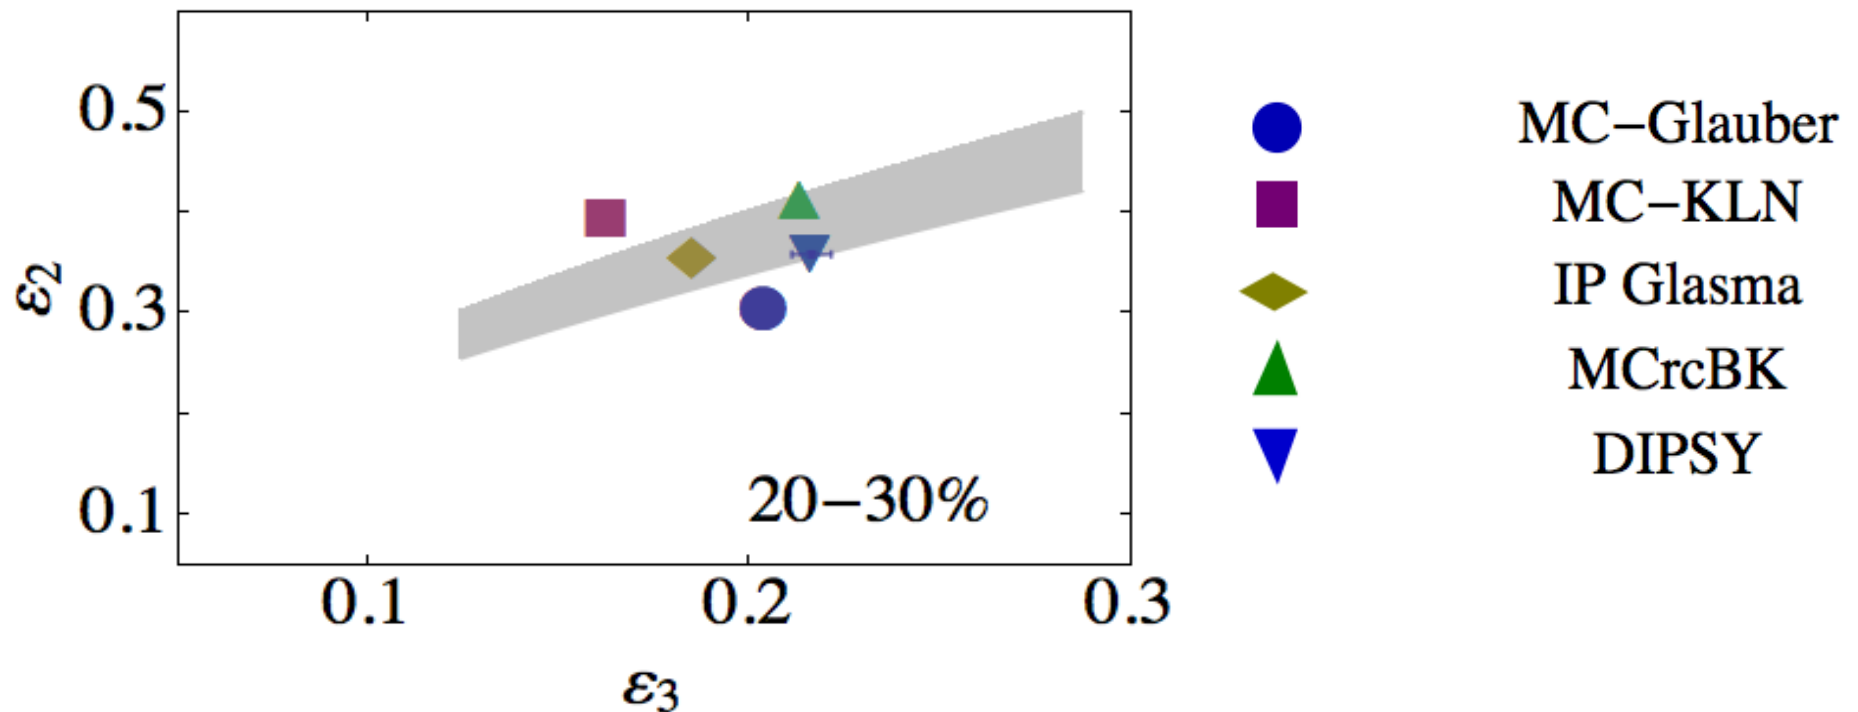 0.5
0.3
0.1
ε2
20−30%
0.1 0.2 0.3
ε3
MC−Glauber
MC−KLN
IP Glasma
MCrcBK
DIPSY